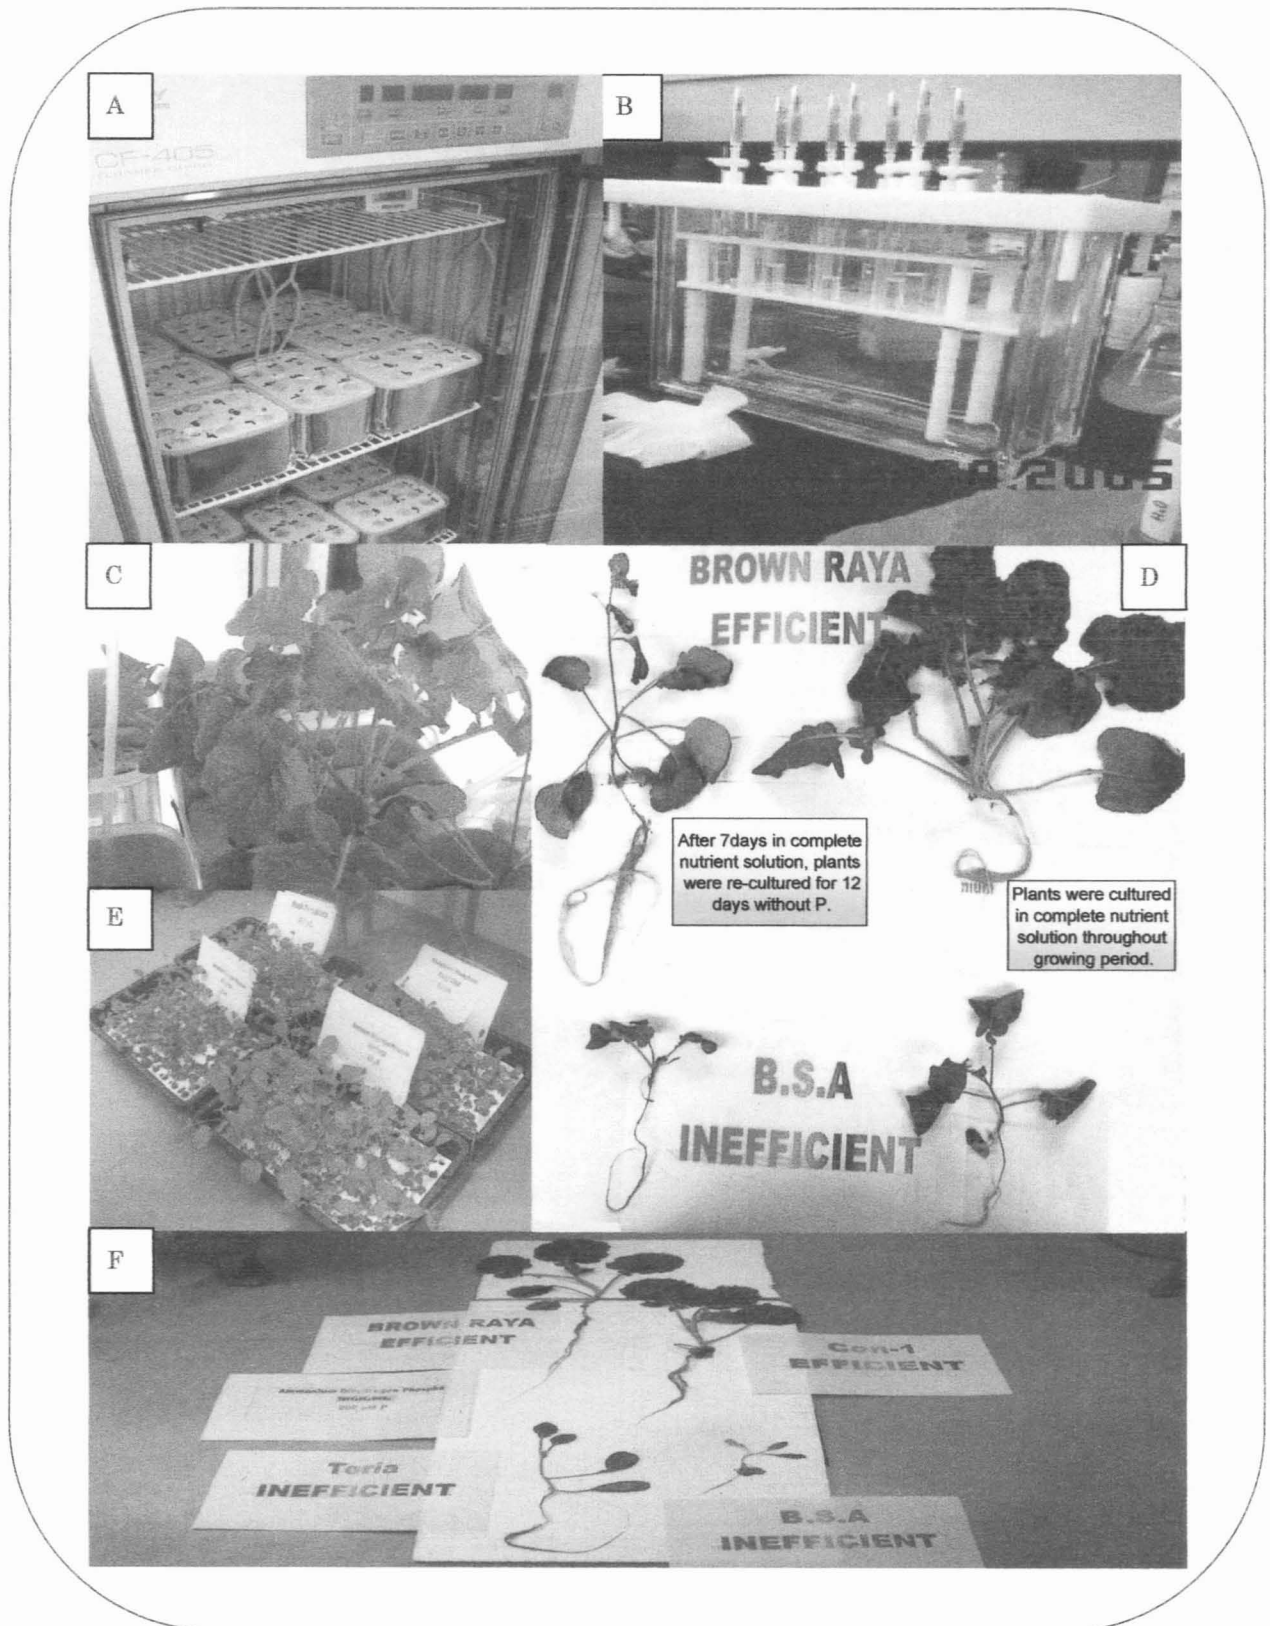 A
CF-405
B
2005
H2O
C
BROWN RAYA
EFFICIENT
D
After 7days in complete
nutrient solution, plants
were re-cultured for 12
days without P.
Plants were cultured
in complete nutrient
solution throughout
growing period.
E
B.S.A
INEFFICIENT
F
BROWN RAYA
EFFICIENT
Con-1
EFFICIENT
Toria
INEFFICIENT
B.S.A
INEFFICIENT